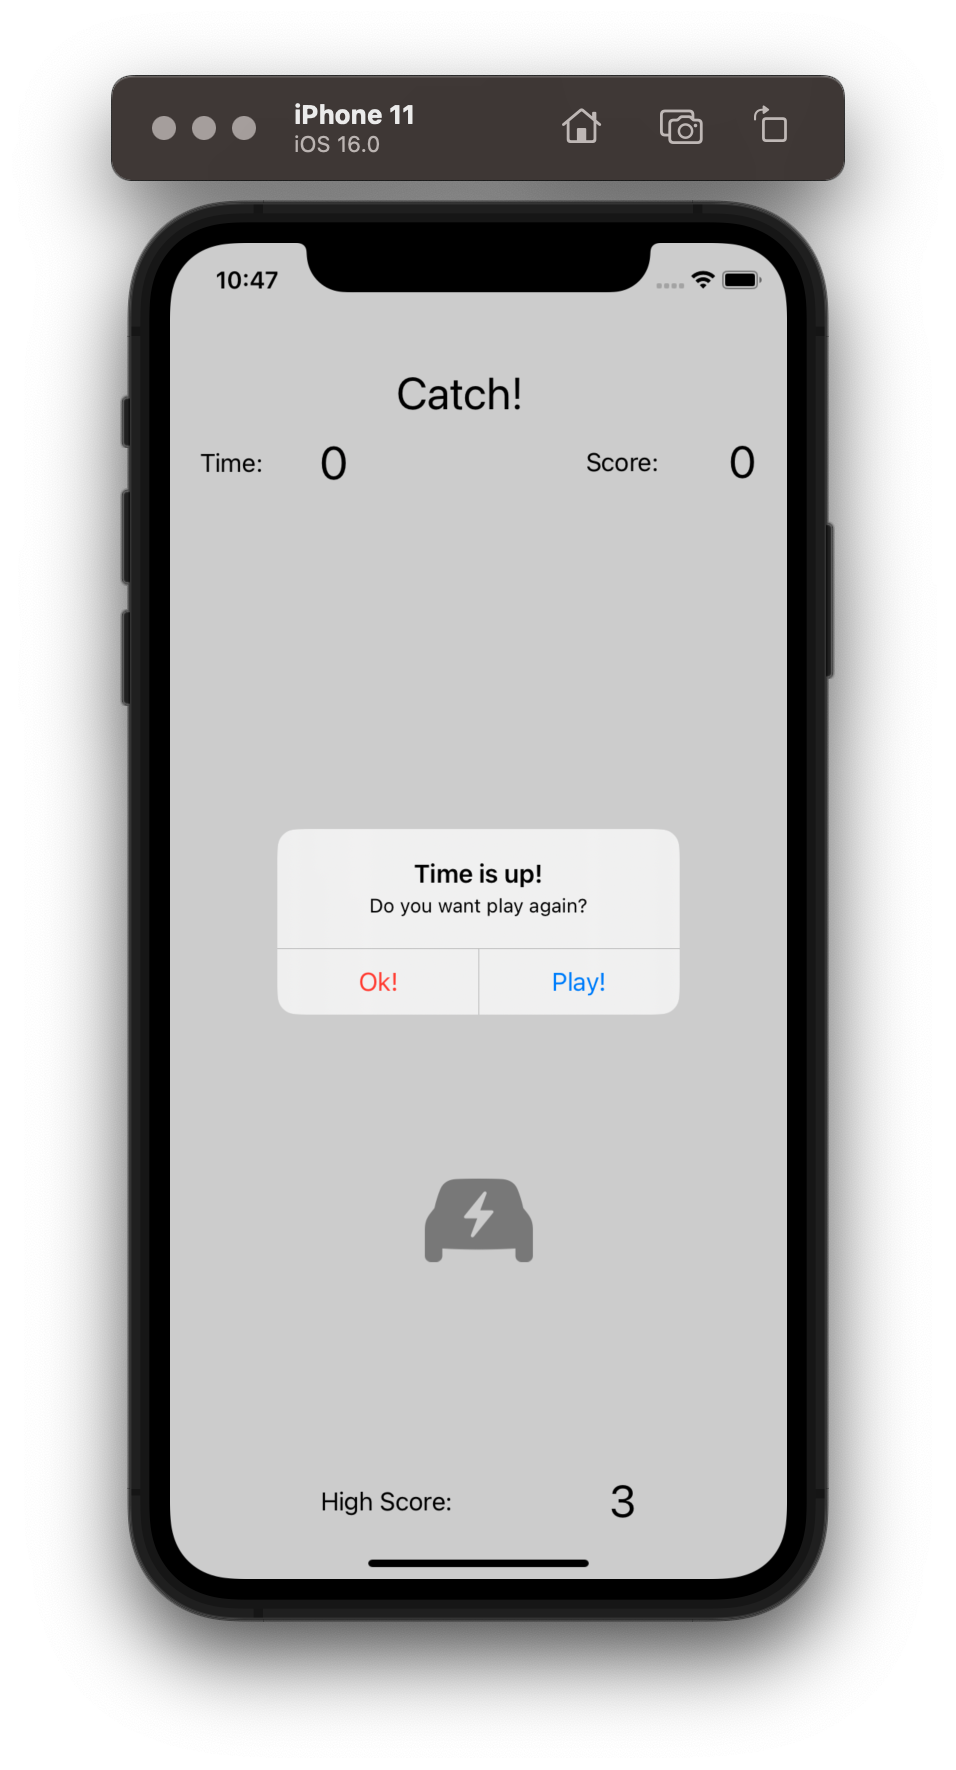 iPhone 11
iOS 16.0
10:47
Catch!
Time: 0 Score: 0
Time is up!
Do you want play again?
Ok! Play!
High Score: 3